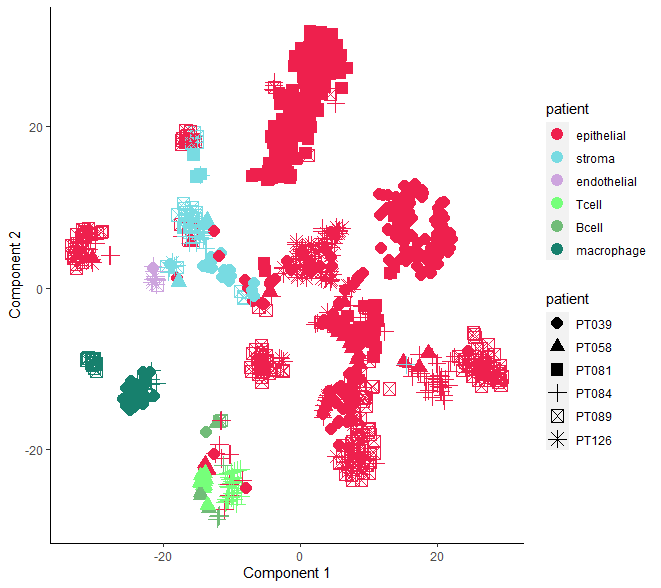 20
0
-20
Component 2
-20
0
20
Component 1
patient
epithelial
stroma
endothelial
Tcell
Bcell
macrophage
patient
PT039
PT058
PT081
PT084
PT089
PT126